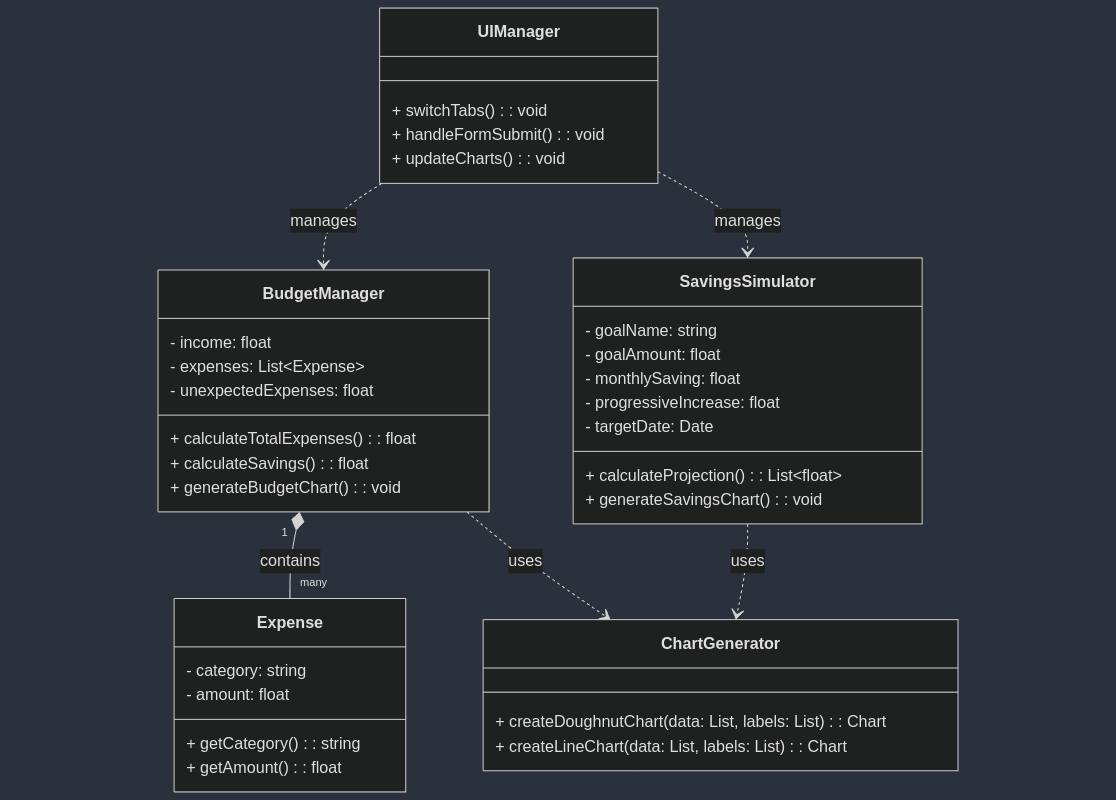 UIManager
+ switchTabs() : : void
+ handleFormSubmit() : : void
+ updateCharts() : : void
manages
manages
BudgetManager
- income: float
- expenses: List<Expense>
- unexpectedExpenses: float
+ calculateTotalExpenses() : : float
+ calculateSavings() : : float
+ generateBudgetChart() : : void
SavingsSimulator
- goalName: string
- goalAmount: float
- monthlySaving: float
- progressiveIncrease: float
- targetDate: Date
+ calculateProjection() : : List<float>
+ generateSavingsChart() : : void
1
contains
many
uses
uses
Expense
- category: string
- amount: float
+ getCategory() : : string
+ getAmount() : : float
ChartGenerator
+ createDoughnutChart(data: List, labels: List) : : Chart
+ createLineChart(data: List, labels: List) : : Chart